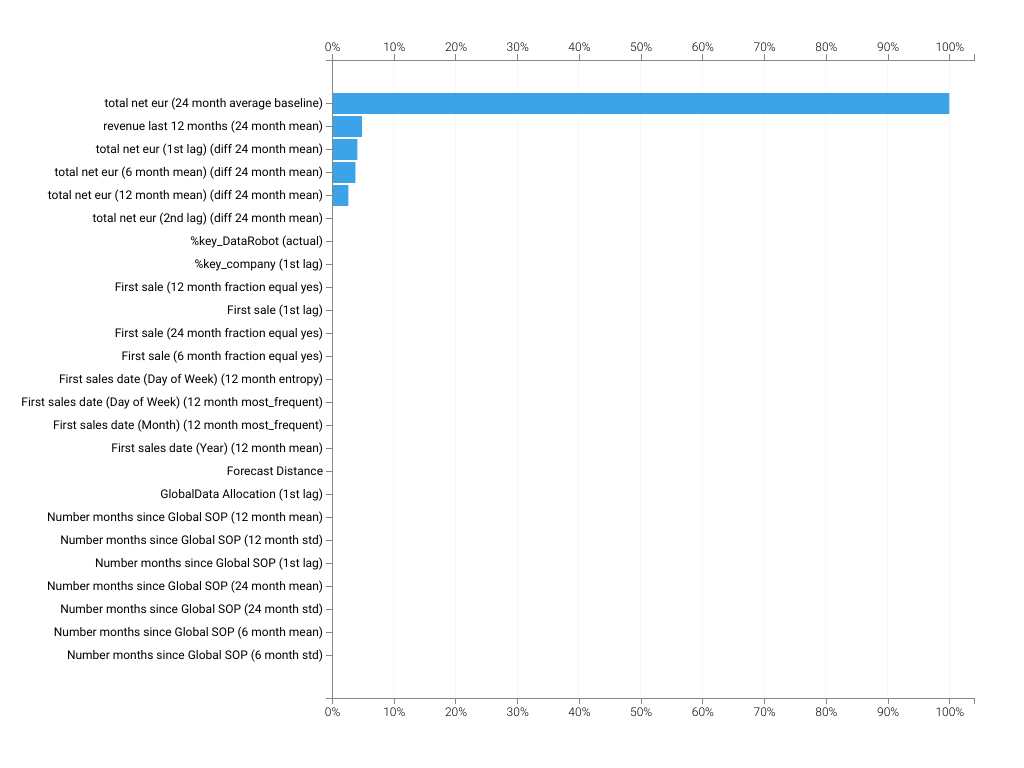 0% 10% 20% 30% 40% 50% 60% 70% 80% 90% 100%
total net eur (24 month average baseline)
revenue last 12 months (24 month mean)
total net eur (1st lag) (diff 24 month mean)
total net eur (6 month mean) (diff 24 month mean)
total net eur (12 month mean) (diff 24 month mean)
total net eur (2nd lag) (diff 24 month mean)
%key_DataRobot (actual)
%key_company (1st lag)
First sale (12 month fraction equal yes)
First sale (1st lag)
First sale (24 month fraction equal yes)
First sale (6 month fraction equal yes)
First sales date (Day of Week) (12 month entropy)
First sales date (Day of Week) (12 month most_frequent)
First sales date (Month) (12 month most_frequent)
First sales date (Year) (12 month mean)
Forecast Distance
GlobalData Allocation (1st lag)
Number months since Global SOP (12 month mean)
Number months since Global SOP (12 month std)
Number months since Global SOP (1st lag)
Number months since Global SOP (24 month mean)
Number months since Global SOP (24 month std)
Number months since Global SOP (6 month mean)
Number months since Global SOP (6 month std)
0% 10% 20% 30% 40% 50% 60% 70% 80% 90% 100%